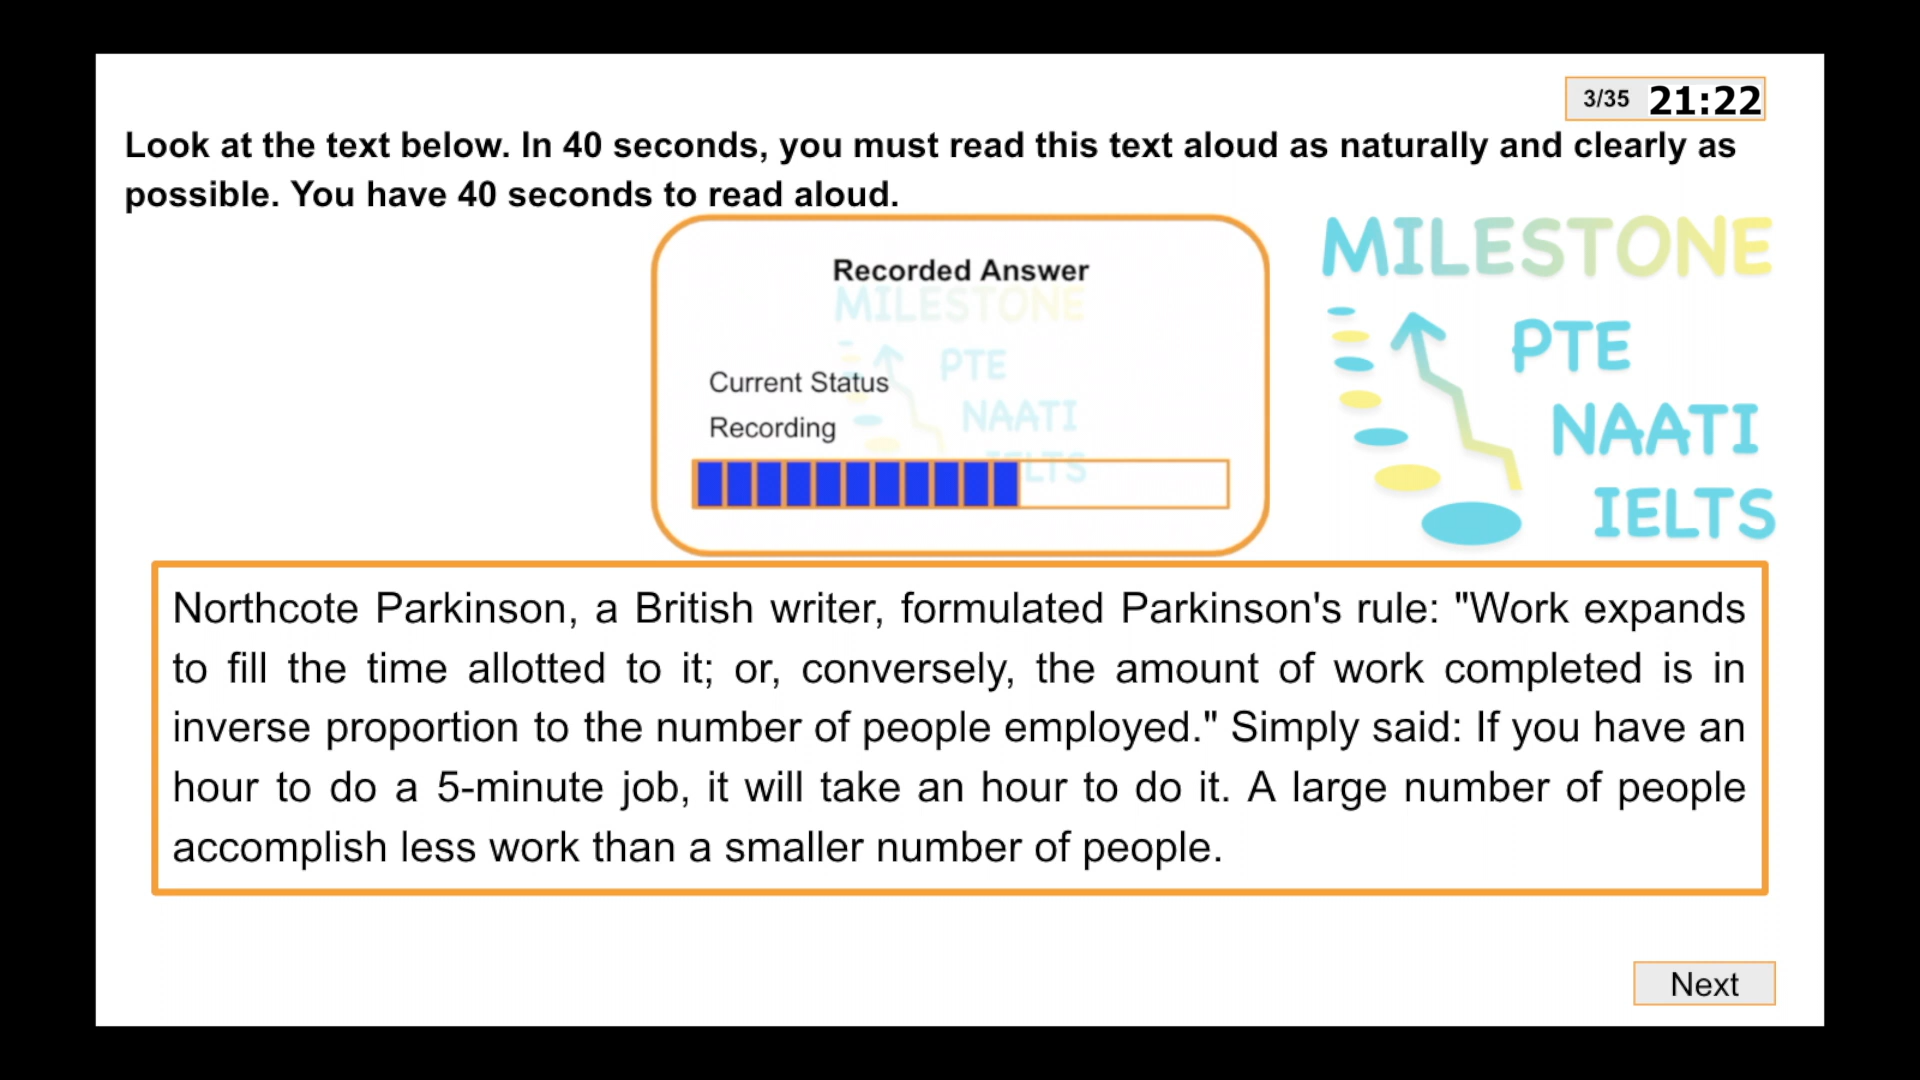 3/35 21:22
Look at the text below. In 40 seconds, you must read this text aloud as naturally and clearly as
possible. You have 40 seconds to read aloud.
Recorded Answer
MILESTONE
PTE
NAATI
IELTS
Current Status
Recording
MILESTONE
PTE
NAATI
IELTS
Northcote Parkinson, a British writer, formulated Parkinson's rule: "Work expands
to fill the time allotted to it; or, conversely, the amount of work completed is in
inverse proportion to the number of people employed." Simply said: If you have an
hour to do a 5-minute job, it will take an hour to do it. A large number of people
accomplish less work than a smaller number of people.
Next